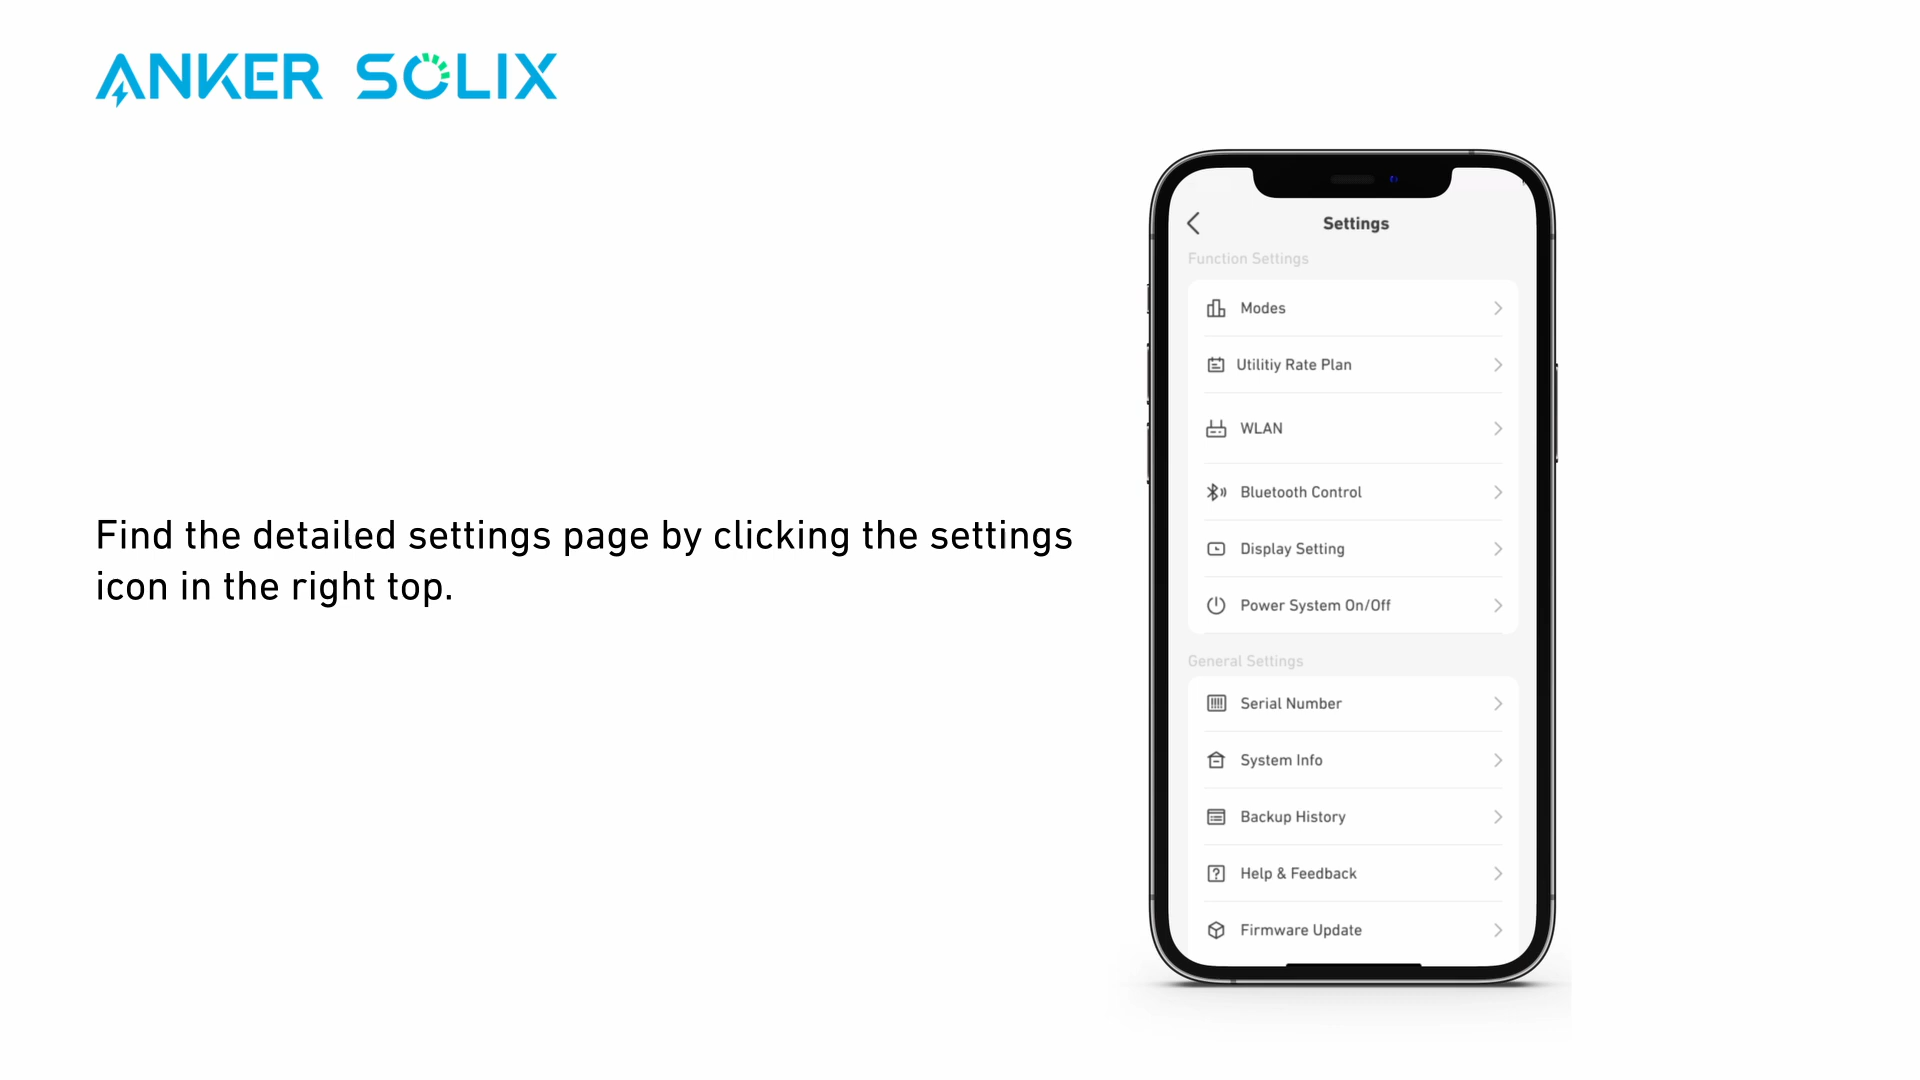 ANKER SOLIX
Settings
Function Settings
Modes
Utilitiy Rate Plan
WLAN
Bluetooth Control
Display Setting
Power System On/Off
General Settings
Serial Number
System Info
Backup History
Help & Feedback
Firmware Update
Find the detailed settings page by clicking the settings
icon in the right top.